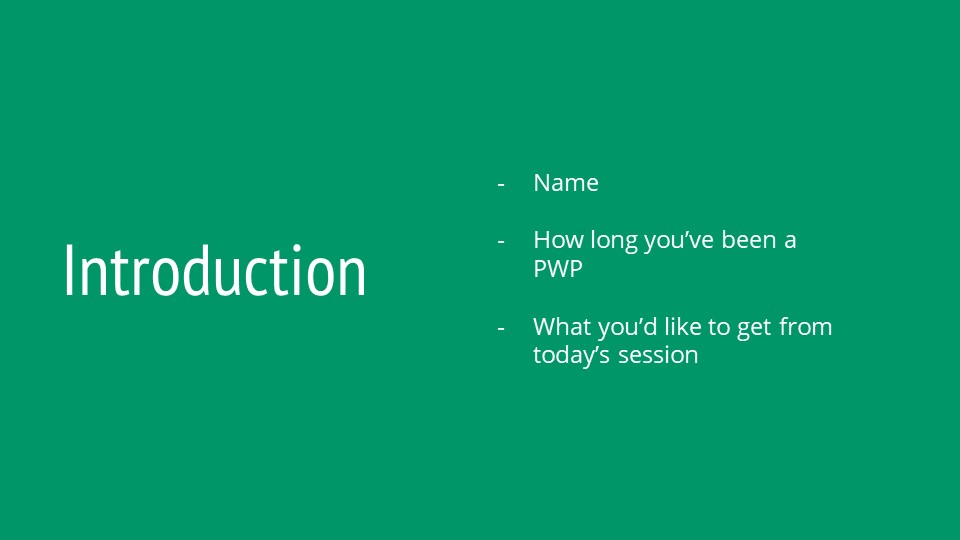 Introduction
- Name
- How long you’ve been a
PWP
- What you’d like to get from
today’s session